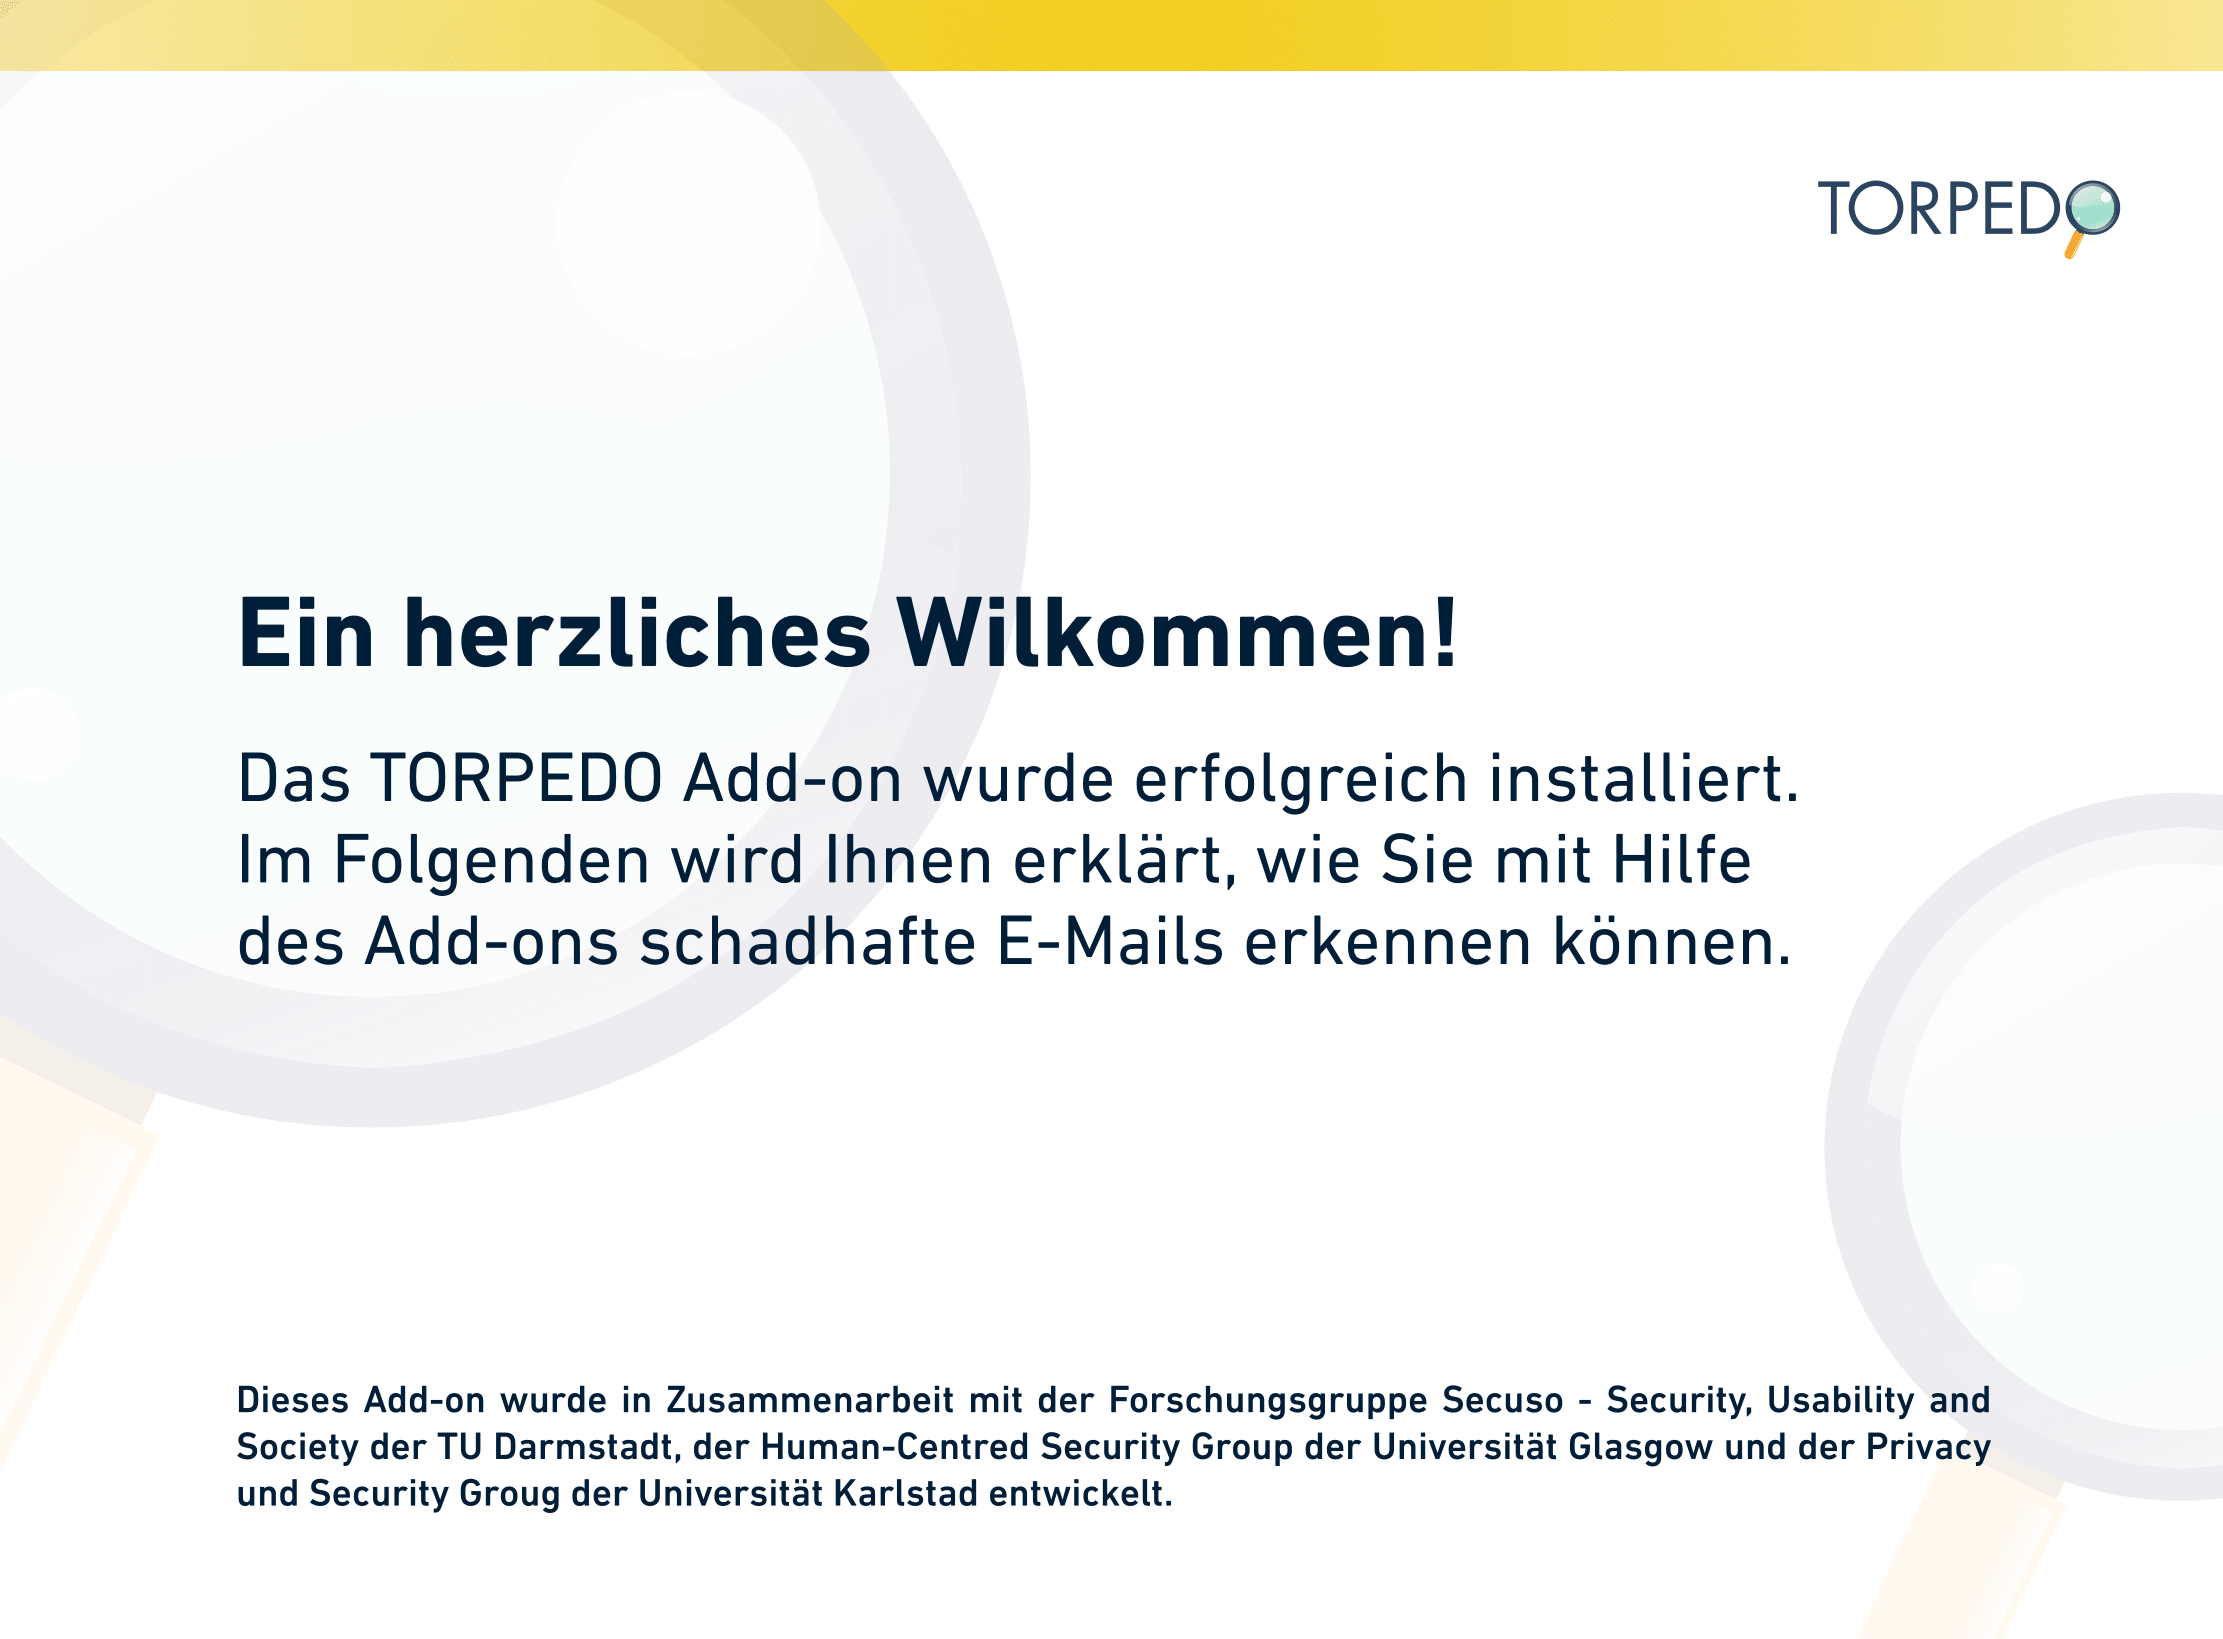 TORPEDO
Ein herzliches Wilkommen!
Das TORPEDO Add-on wurde erfolgreich installiert.
Im Folgenden wird Ihnen erklärt, wie Sie mit Hilfe
des Add-ons schadhafte E-Mails erkennen können.
Dieses Add-on wurde in Zusammenarbeit mit der Forschungsgruppe Secuso - Security, Usability and
Society der TU Darmstadt, der Human-Centred Security Group der Universität Glasgow und der Privacy
und Security Groug der Universität Karlstad entwickelt.